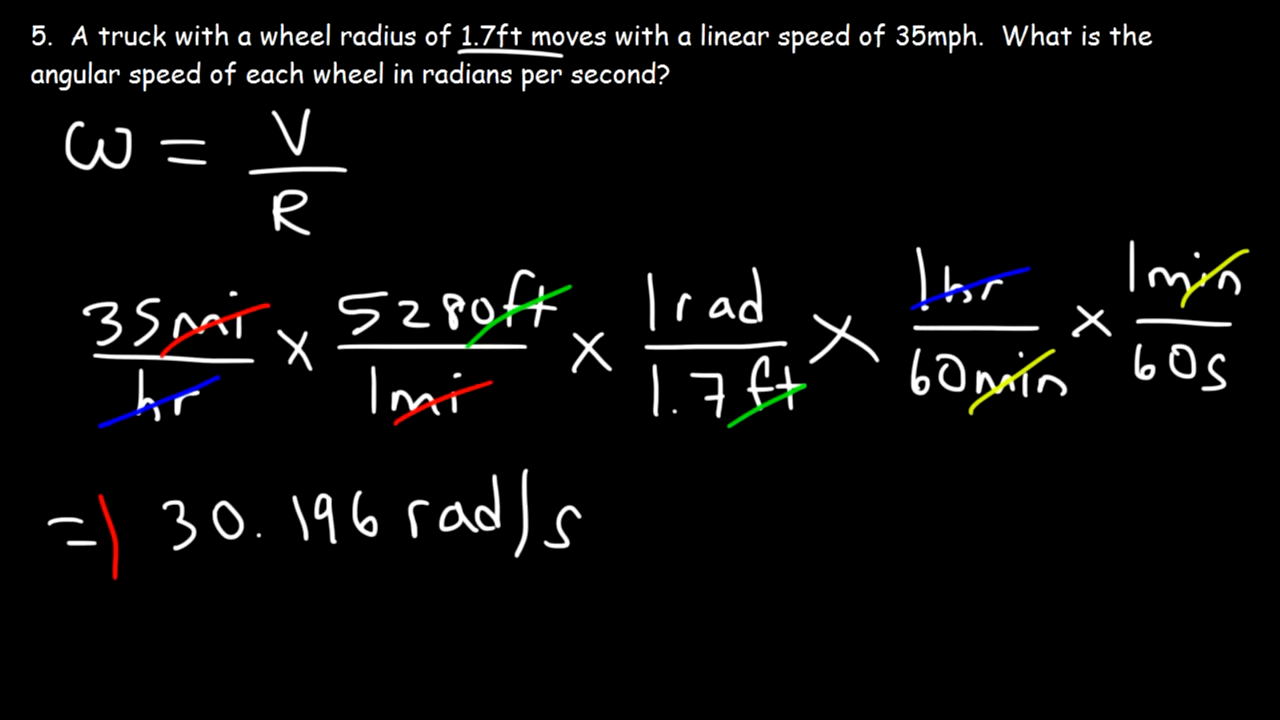 5. A truck with a wheel radius of 1.7ft moves with a linear speed of 35mph. What is the
angular speed of each wheel in radians per second?
ω = V/R
35mi/hr × 5280ft/1mi × 1rad/1.7ft × 1hr/60min × 1min/60s
= 30.196 rad/s